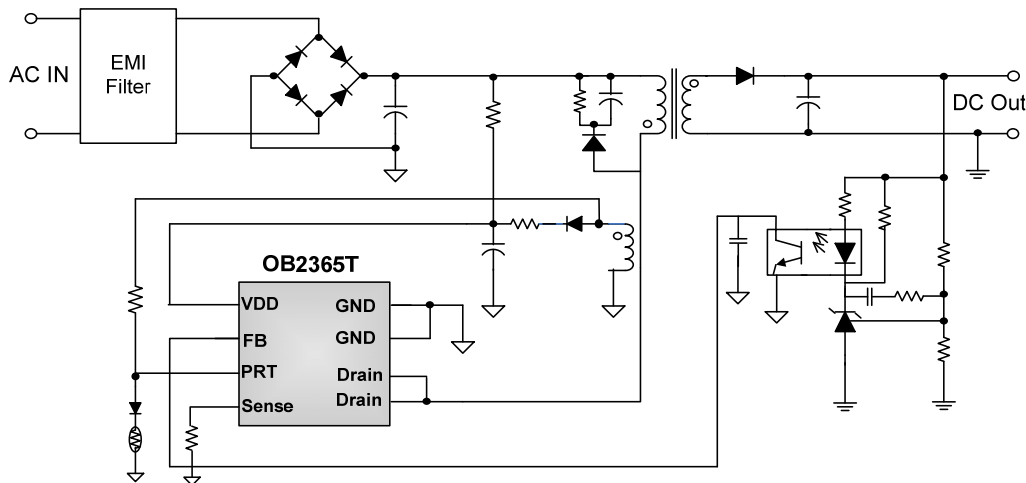 AC IN
EMI
Filter
DC Out
OB2365T
VDD
FB
PRT
Sense
GND
GND
Drain
Drain